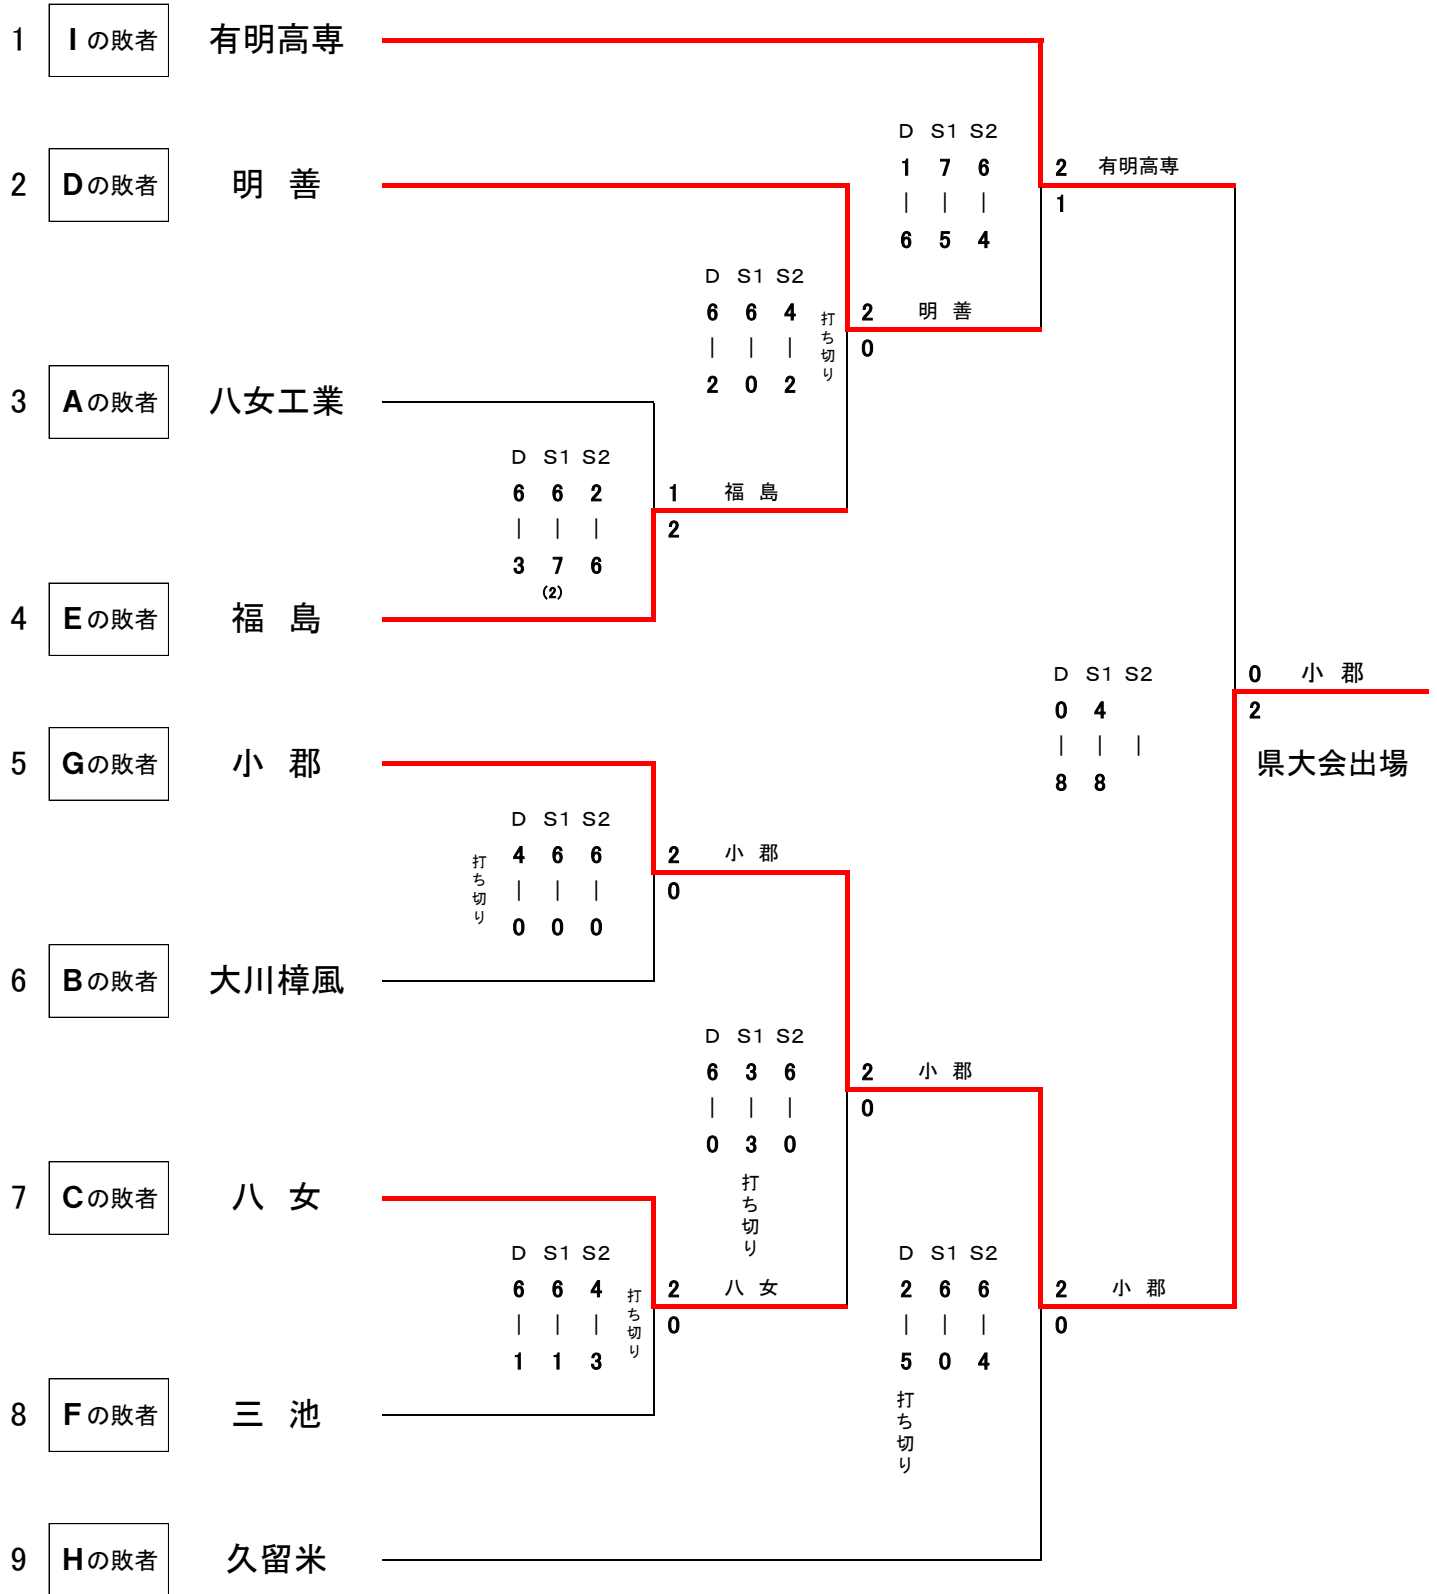 1 Iの敗者 有明高専
D S1 S2
1 7 6
| | |
6 5 4
2 有明高専
1
2 Dの敗者 明 善
D S1 S2
6 6 4
| | |
2 0 2
打ち切り
2 明 善
0
3 Aの敗者 八女工業
D S1 S2
6 6 2
| | |
3 7 6
(2)
1 福 島
2
4 Eの敗者 福 島
D S1 S2
0 4
| | |
8 8
0 小 郡
2
県大会出場
5 Gの敗者 小 郡
D S1 S2
4 6 6
| | |
0 0 0
打ち切り
2 小 郡
0
6 Bの敗者 大川樟風
D S1 S2
6 3 6
| | |
0 3 0
打ち切り
2 小 郡
0
7 Cの敗者 八 女
D S1 S2
6 6 4
| | |
1 1 3
打ち切り
2 八 女
0
D S1 S2
2 6 6
| | |
5 0 4
打ち切り
2 小 郡
0
8 Fの敗者 三 池
9 Hの敗者 久留米